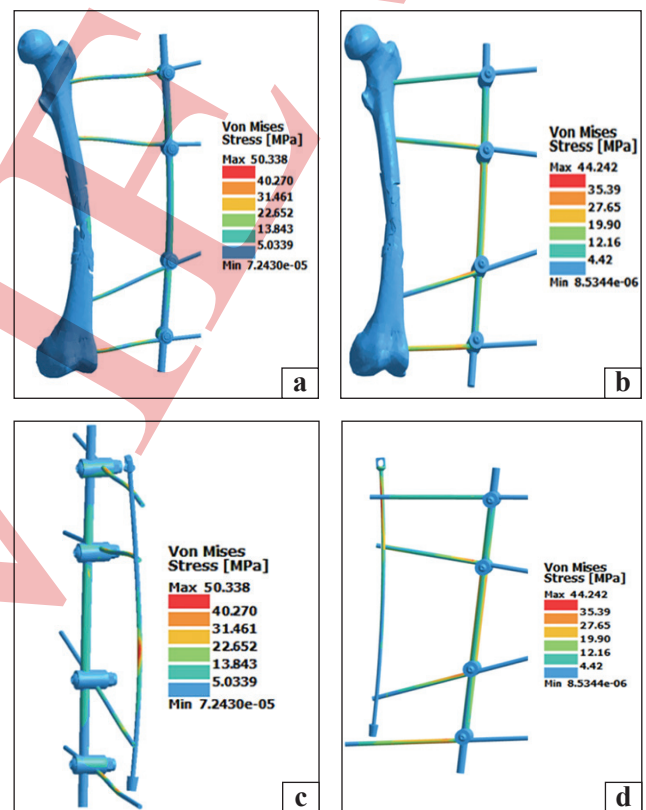 Von Mises
Stress [MPa]
Max 50.338
40.270
31.461
22.652
13.843
5.0339
Min 7.2430e-05
a
Von Mises
Stress [MPa]
Max 44.242
35.39
27.65
19.90
12.16
4.42
Min 8.5344e-06
b
Von Mises
Stress [MPa]
Max 50.338
40.270
31.461
22.652
13.843
5.0339
Min 7.2430e-05
c
Von Mises
Stress [MPa]
Max 44.242
35.39
27.65
19.90
12.16
4.42
Min 8.5344e-06
d